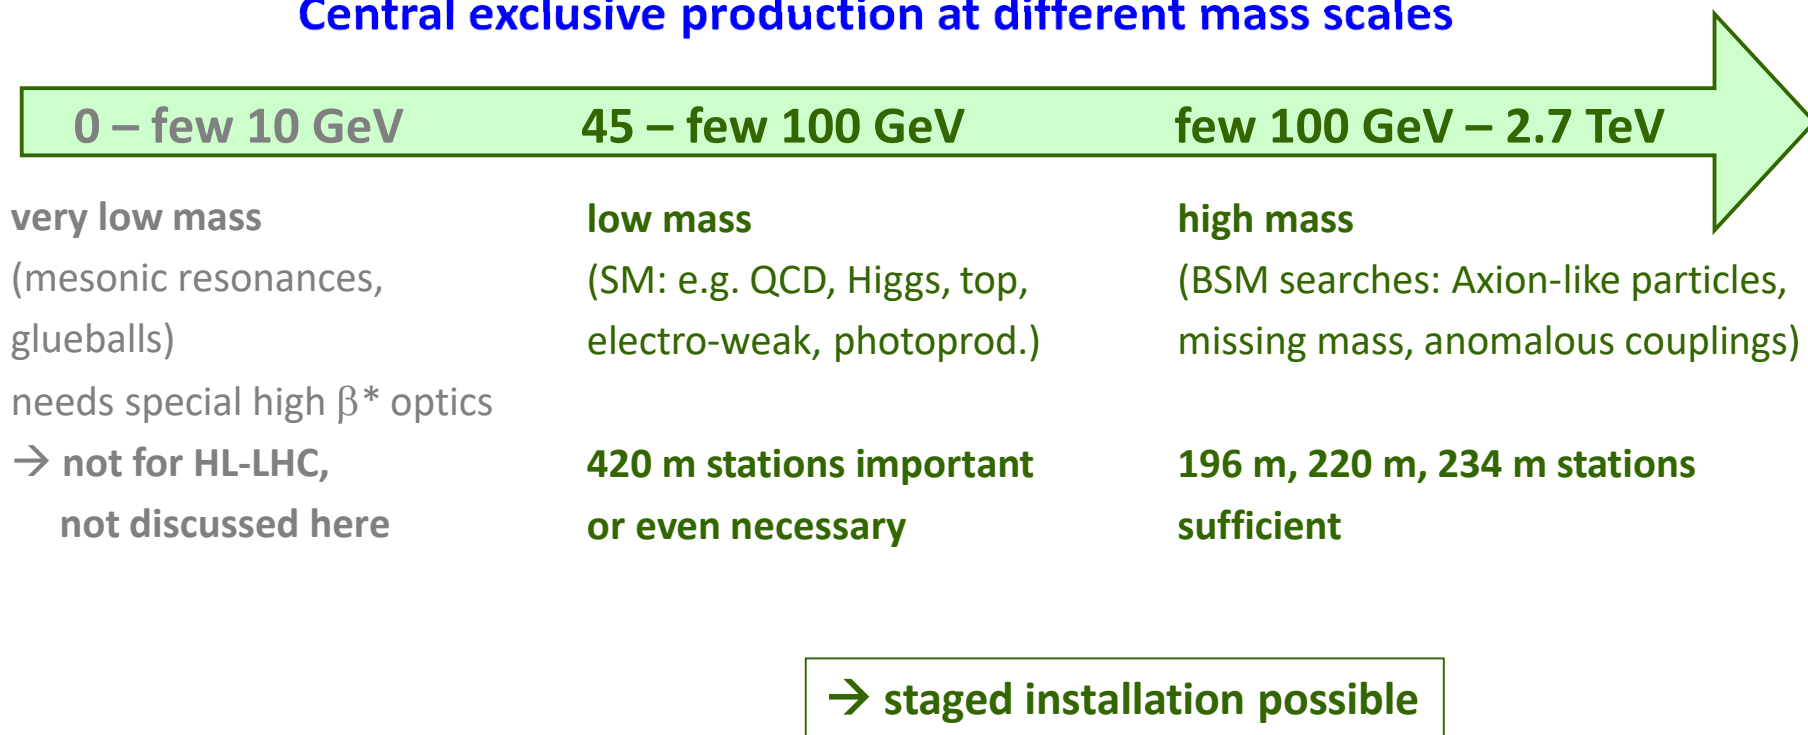 Central exclusive production at different mass scales
0 – few 10 GeV
45 – few 100 GeV
few 100 GeV – 2.7 TeV
very low mass
(mesonic resonances,
glueballs)
needs special high β* optics
→ not for HL-LHC,
not discussed here
low mass
(SM: e.g. QCD, Higgs, top,
electro-weak, photoprod.)
420 m stations important
or even necessary
high mass
(BSM searches: Axion-like particles,
missing mass, anomalous couplings)
196 m, 220 m, 234 m stations
sufficient
→ staged installation possible